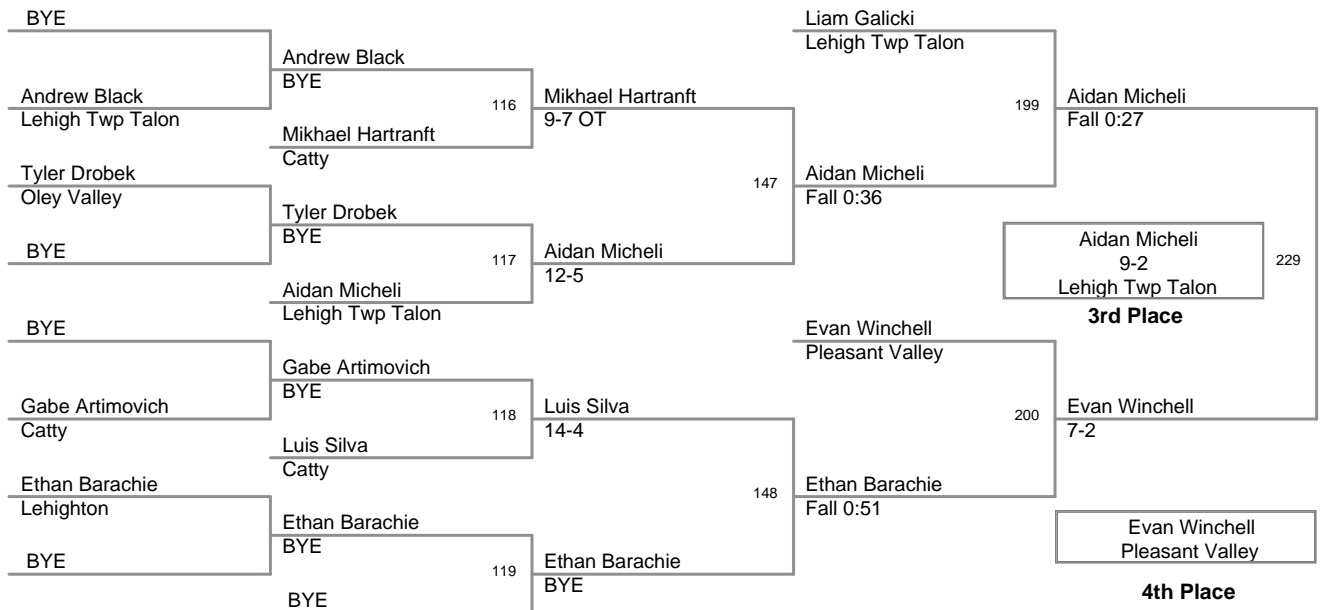 BYE
Andrew Black
Lehigh Twp Talon
Tyler Drobek
Oley Valley
BYE
BYE
Gabe Artimovich
Catty
Ethan Barachie
Lehighton
BYE
Andrew Black
BYE
116
Mikhael Hartranft
Catty
Tyler Drobek
BYE
117
Aidan Micheli
Lehigh Twp Talon
Gabe Artimovich
BYE
118
Luis Silva
Catty
Ethan Barachie
BYE
119
BYE
Mikhael Hartranft
9-7 OT
147
Aidan Micheli
12-5
Luis Silva
14-4
148
Ethan Barachie
BYE
Liam Galicki
Lehigh Twp Talon
199
Aidan Micheli
Fall 0:36
Evan Winchell
Pleasant Valley
200
Ethan Barachie
Fall 0:51
Aidan Micheli
Fall 0:27
Aidan Micheli
9-2
Lehigh Twp Talon
229
3rd Place
Evan Winchell
7-2
Evan Winchell
Pleasant Valley
4th Place